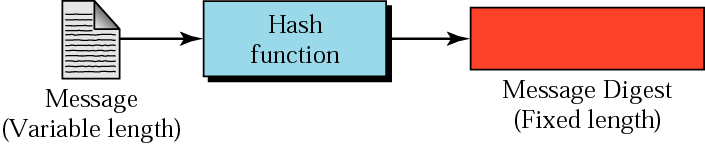 Hash
function
Message
(Variable length)
Message Digest
(Fixed length)